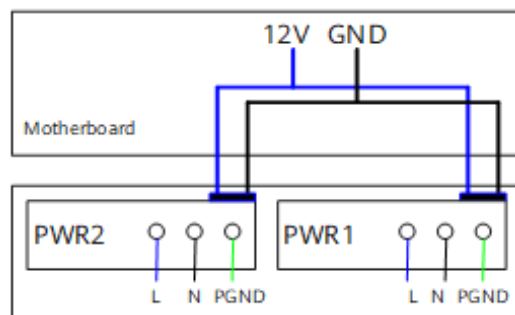 12V GND
Motherboard
PWR2 PWR1
L N PGND L N PGND